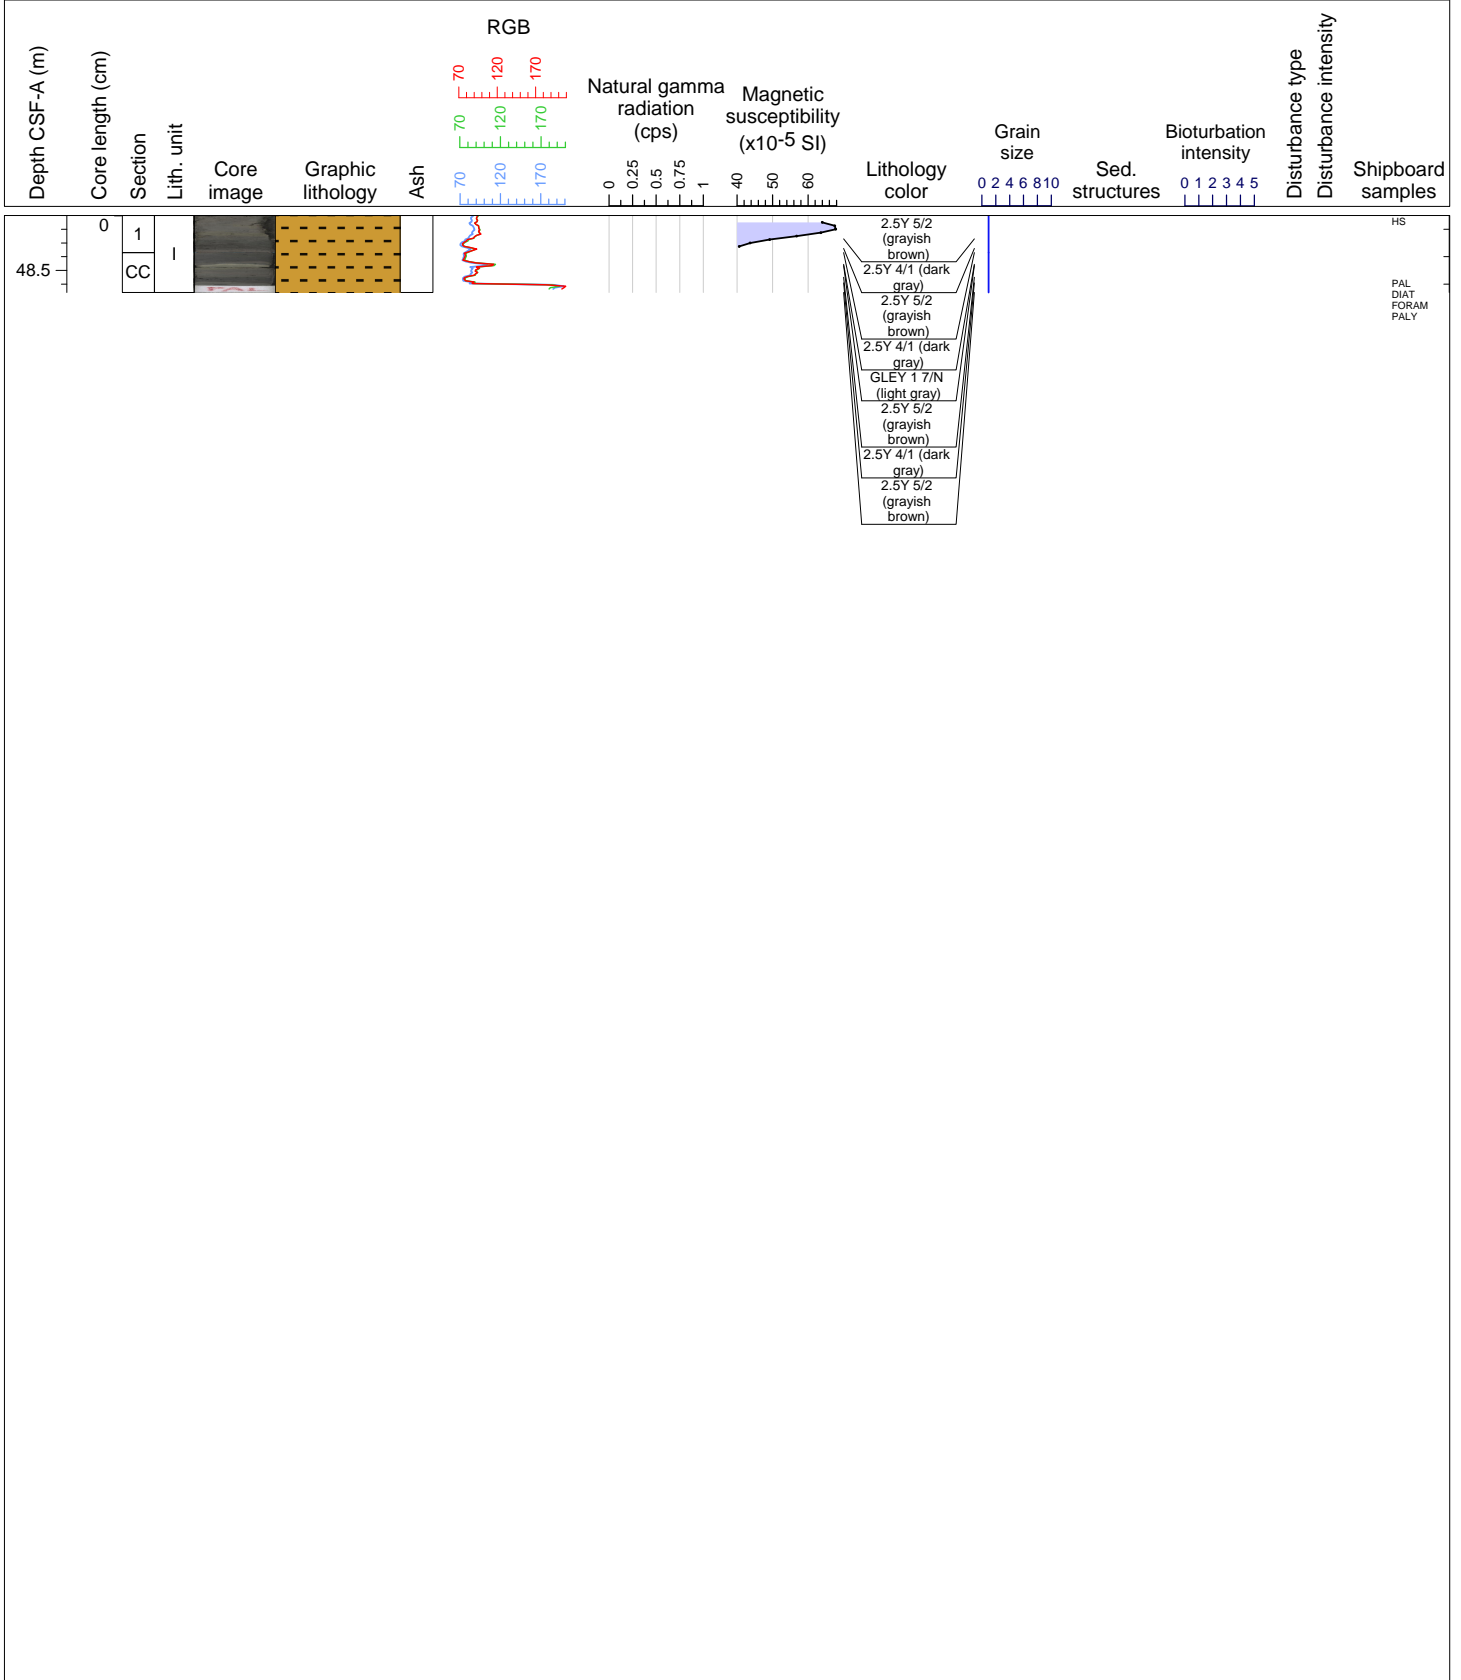 RGB
70 120 170
70 120 170
70 120 170
Depth CSF-A (m)
Core length (cm)
Section
Lith. unit
Core
image
Graphic
lithology
Ash
Natural gamma
radiation
(cps)
0 0.25 0.5 0.75 1
Magnetic
susceptibility
(x10-5 SI)
40 50 60
Lithology
color
Grain
size
0 2 4 6 8 10
Sed.
structures
Bioturbation
intensity
0 1 2 3 4 5
Disturbance type
Disturbance intensity
Shipboard
samples
0
48.5
1
CC
I
PAL
2.5Y 5/2
(grayish
brown)
2.5Y 4/1 (dark
gray)
2.5Y 5/2
(grayish
brown)
2.5Y 4/1 (dark
gray)
GLEY 1 7/N
(light gray)
2.5Y 5/2
(grayish
brown)
2.5Y 4/1 (dark
gray)
2.5Y 5/2
(grayish
brown)
HS
PAL
DIAT
FORAM
PALY